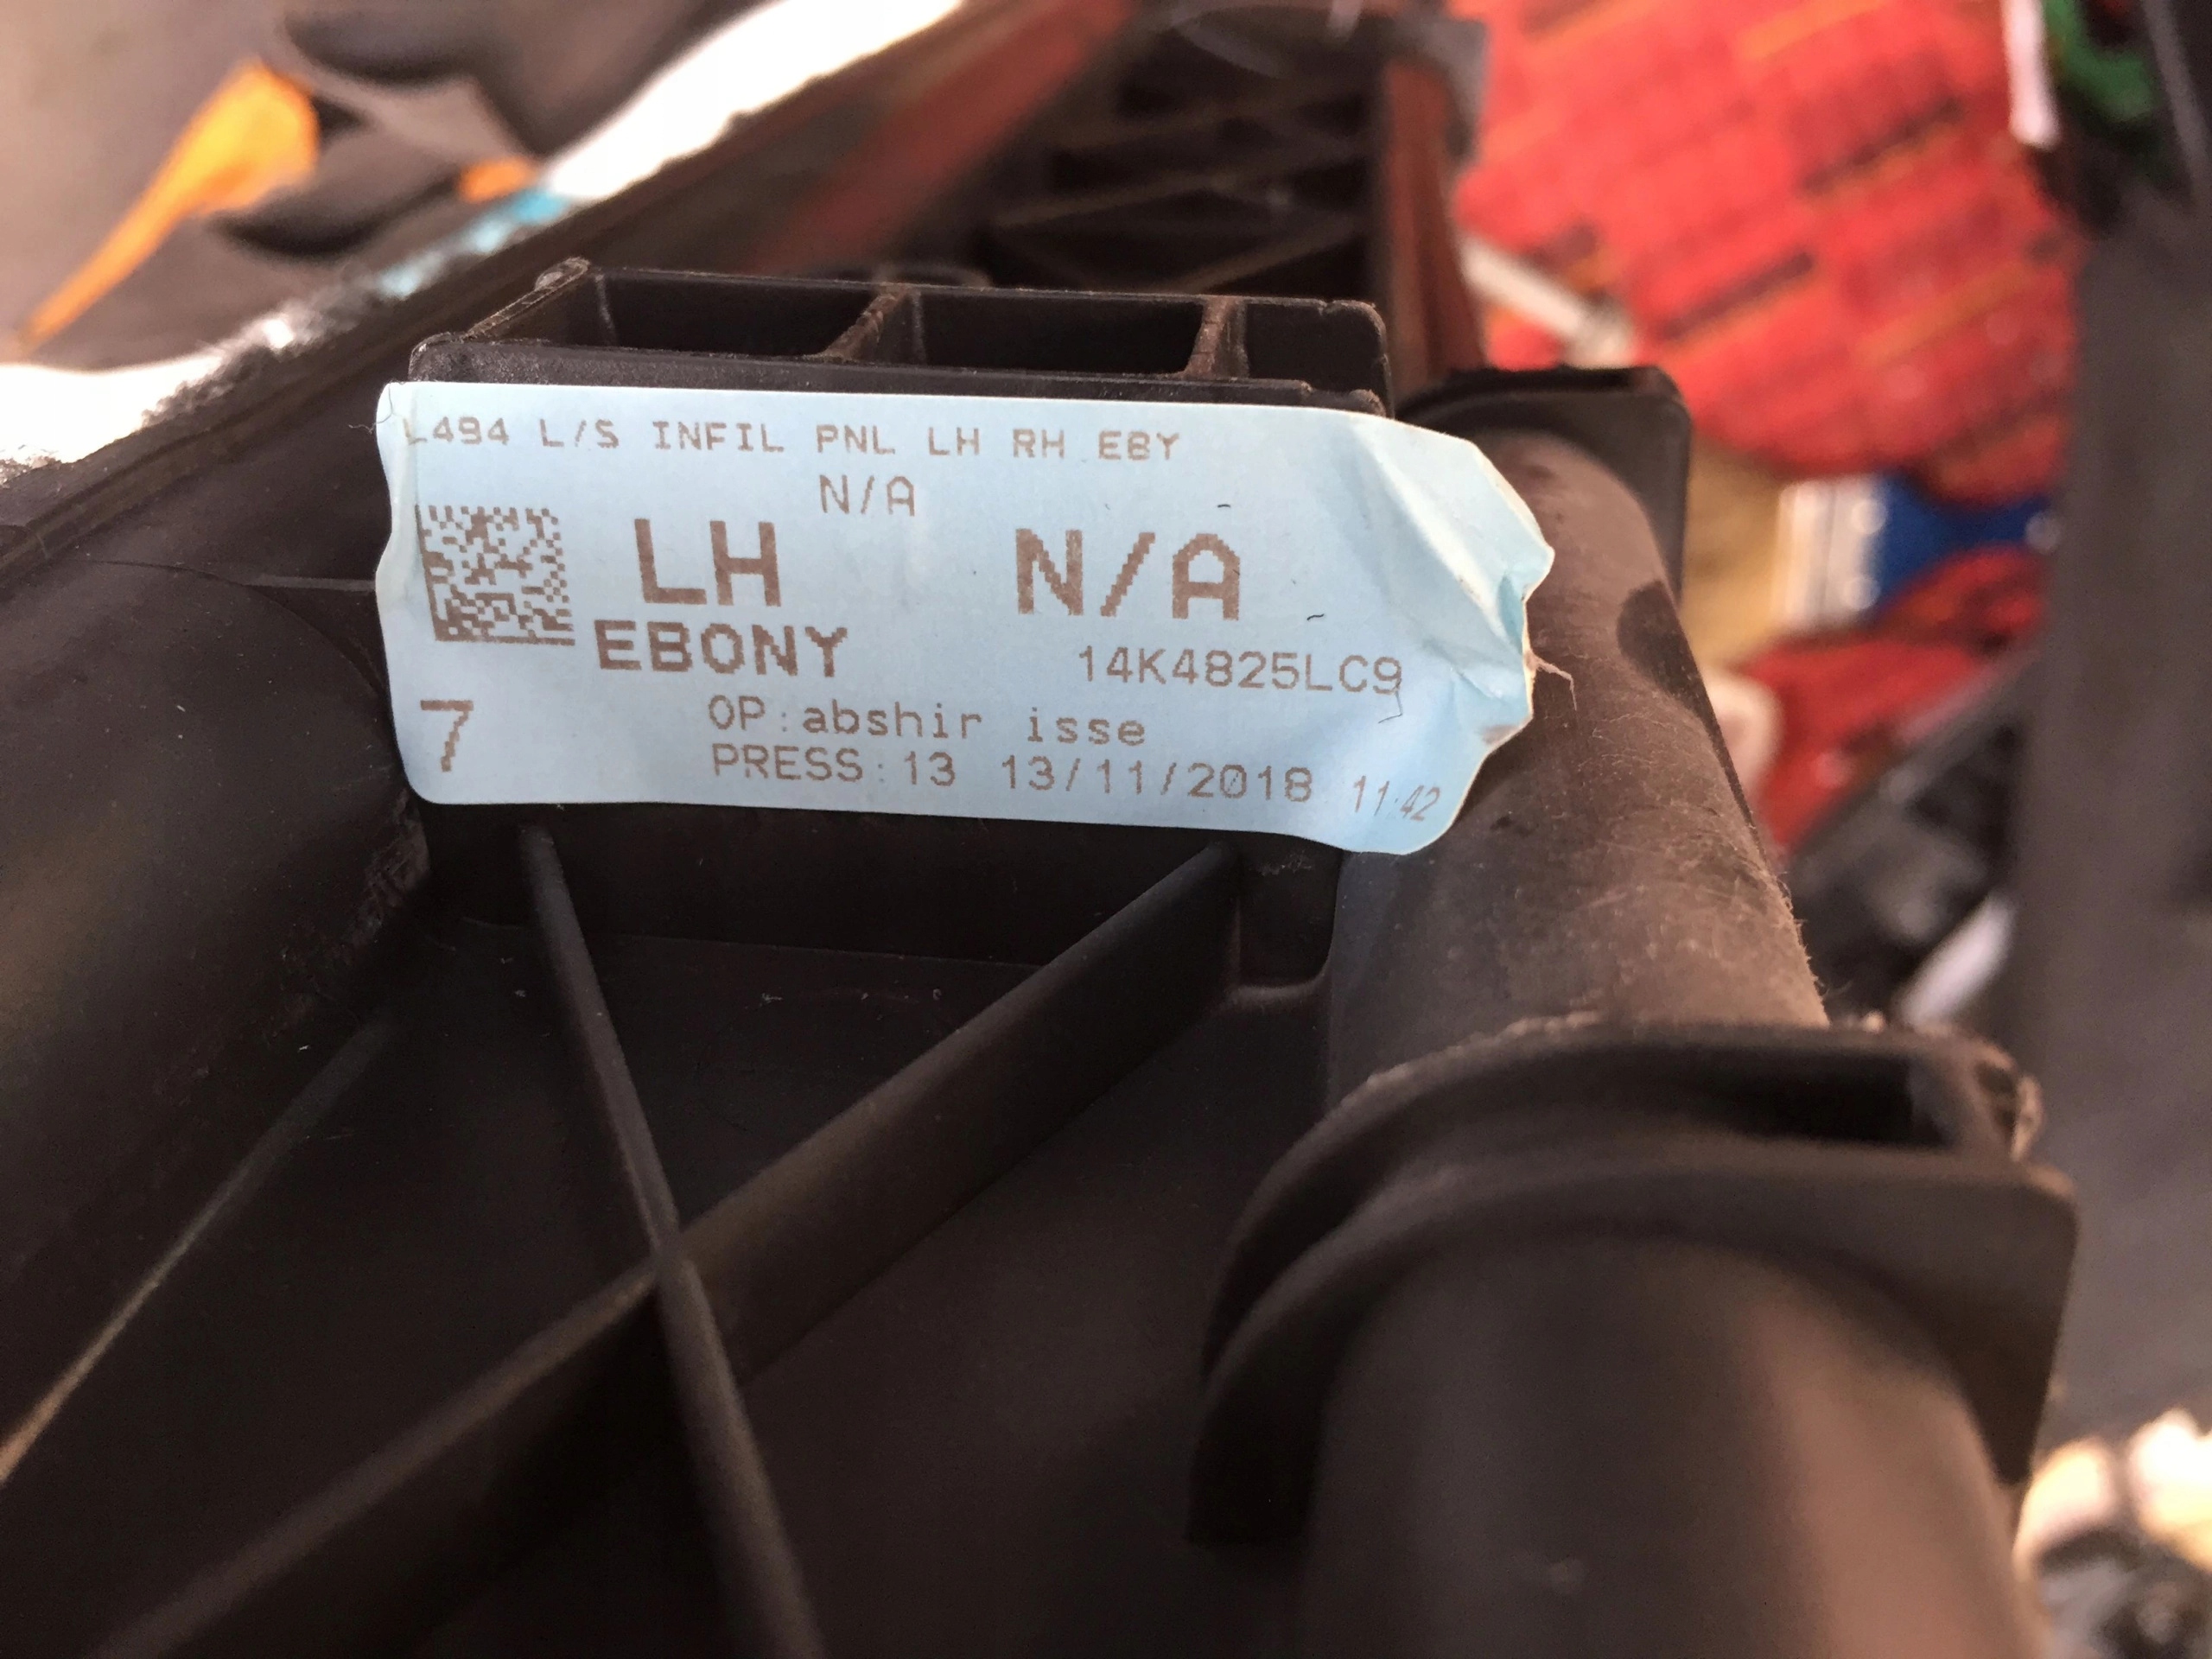 L494 L/S INFIL PNL LH RH EBY
N/A
LH N/A
EBONY 14K4825LC9
7 OP:abshir isse
PRESS:13 13/11/2018 11:42